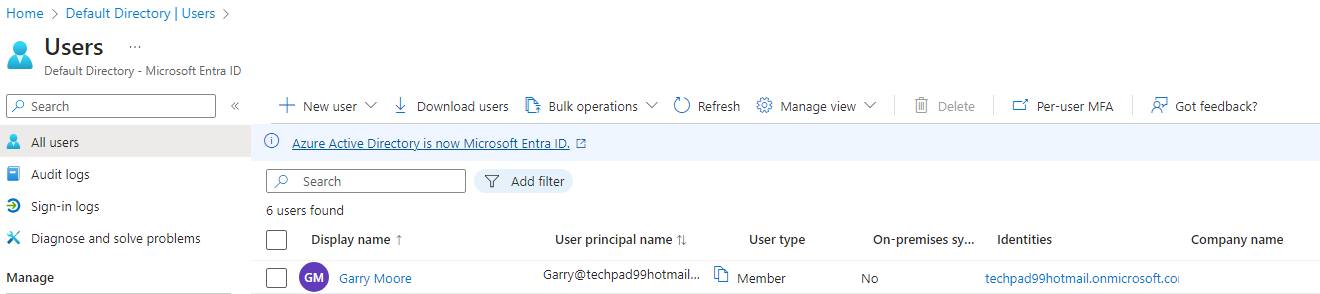 Home > Default Directory | Users >
Users ...
Default Directory - Microsoft Entra ID
Search «
New user Download users Bulk operations Refresh Manage view Delete Per-user MFA Got feedback?
All users
Azure Active Directory is now Microsoft Entra ID.
Audit logs
Search Add filter
Sign-in logs
6 users found
Diagnose and solve problems
Display name ↑ User principal name ↑↓ User type On-premises sy... Identities Company name
Manage
GM Garry Moore Garry@techpad99hotmail... Member No techpad99hotmail.onmicrosoft.co